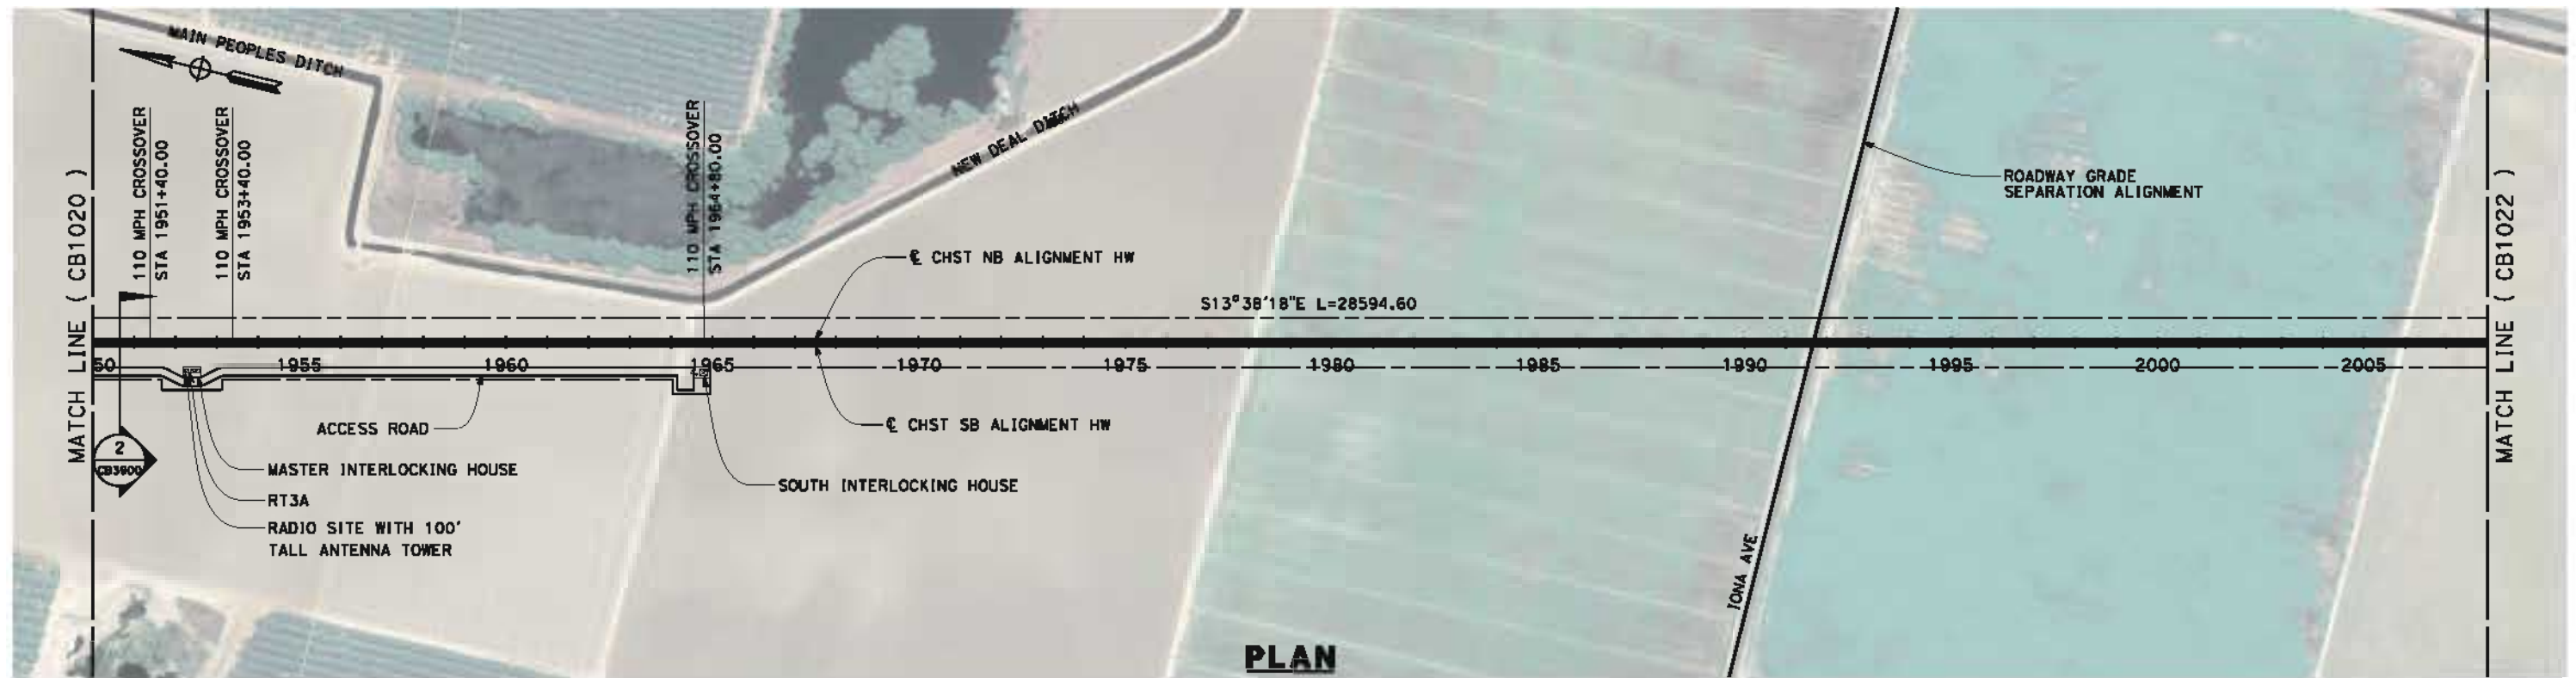 MAIN PEOPLES DITCH
MATCH LINE ( CB1020 )
110 MPH CROSSOVER
STA 1951+40.00
110 MPH CROSSOVER
STA 1953+40.00
110 MPH CROSSOVER
STA 1964+80.00
NEW DEAL DITCH
ROADWAY GRADE
SEPARATION ALIGNMENT
MATCH LINE ( CB1022 )
℄ CHST NB ALIGNMENT HW
S13°38'18"E L=28594.60
50 1955 1960 1965 1970 1975 1980 1985 1990 1995 2000 2005
ACCESS ROAD
℄ CHST SB ALIGNMENT HW
2
CB3900
MASTER INTERLOCKING HOUSE
SOUTH INTERLOCKING HOUSE
RT3A
RADIO SITE WITH 100'
TALL ANTENNA TOWER
IONA AVE
PLAN